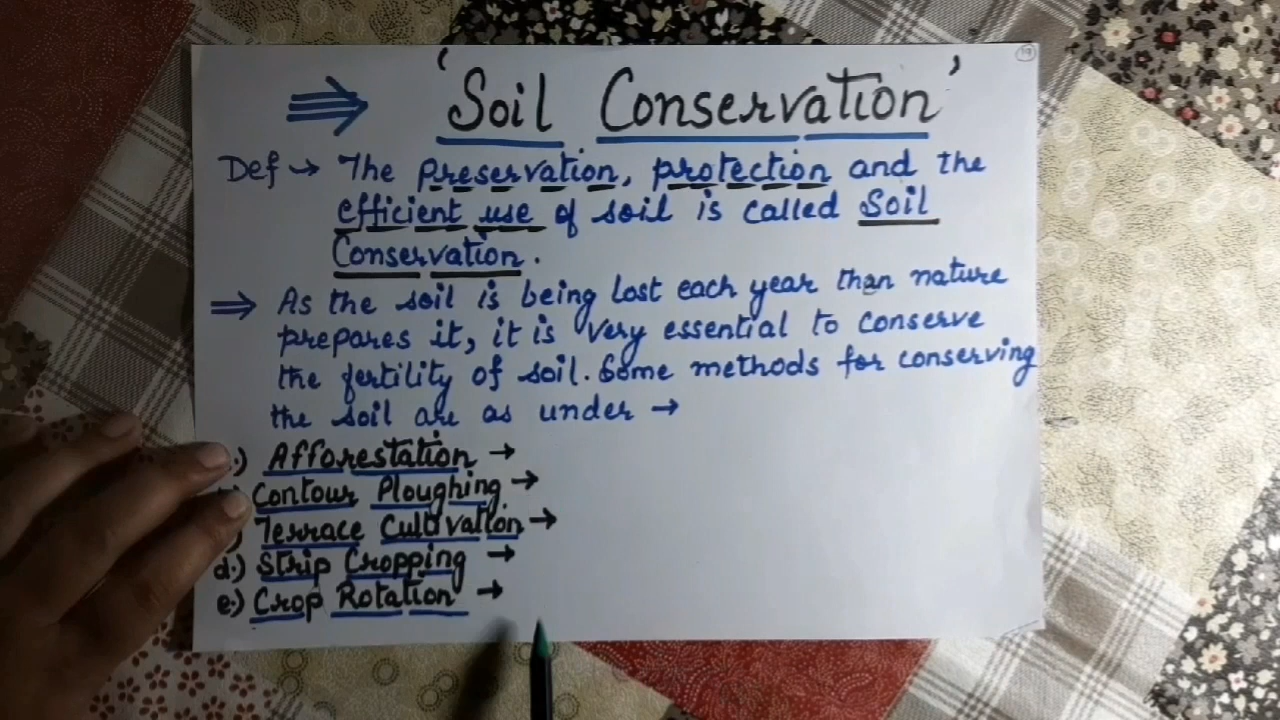 19
⇒ 'Soil Conservation'
Def → The preservation, protection and the
efficient use of soil is called Soil
Conservation.
⇒ As the soil is being lost each year than nature
prepares it, it is very essential to conserve
the fertility of soil. Some methods for conserving
the soil are as under →
.) Afforestation →
) Contour Ploughing →
) Terrace Cultivation →
d.) Strip Cropping →
e.) Crop Rotation →